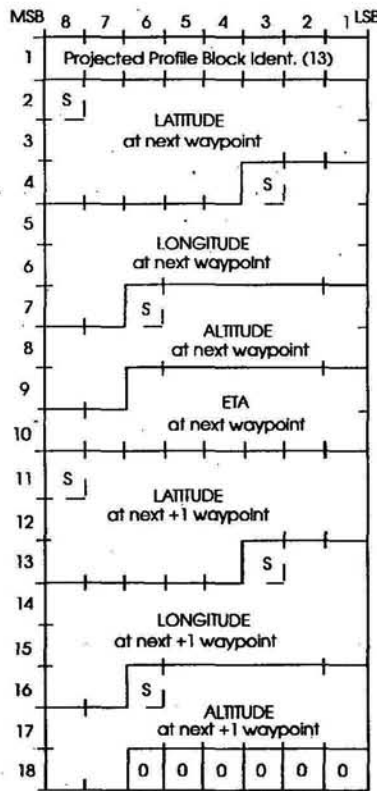 MSB 8 7 6 5 4 3 2 1 LSB
1 Projected Profile Block Ident. (13)
2 S
LATITUDE
3 at next waypoint
4 S
5
LONGITUDE
6 at next waypoint
7 S
ALTITUDE
8 at next waypoint
9 ETA
10 at next waypoint
11 S
LATITUDE
12 at next +1 waypoint
13 S
14
LONGITUDE
15 at next +1 waypoint
16 S
ALTITUDE
17 at next +1 waypoint
18 0 0 0 0 0 0